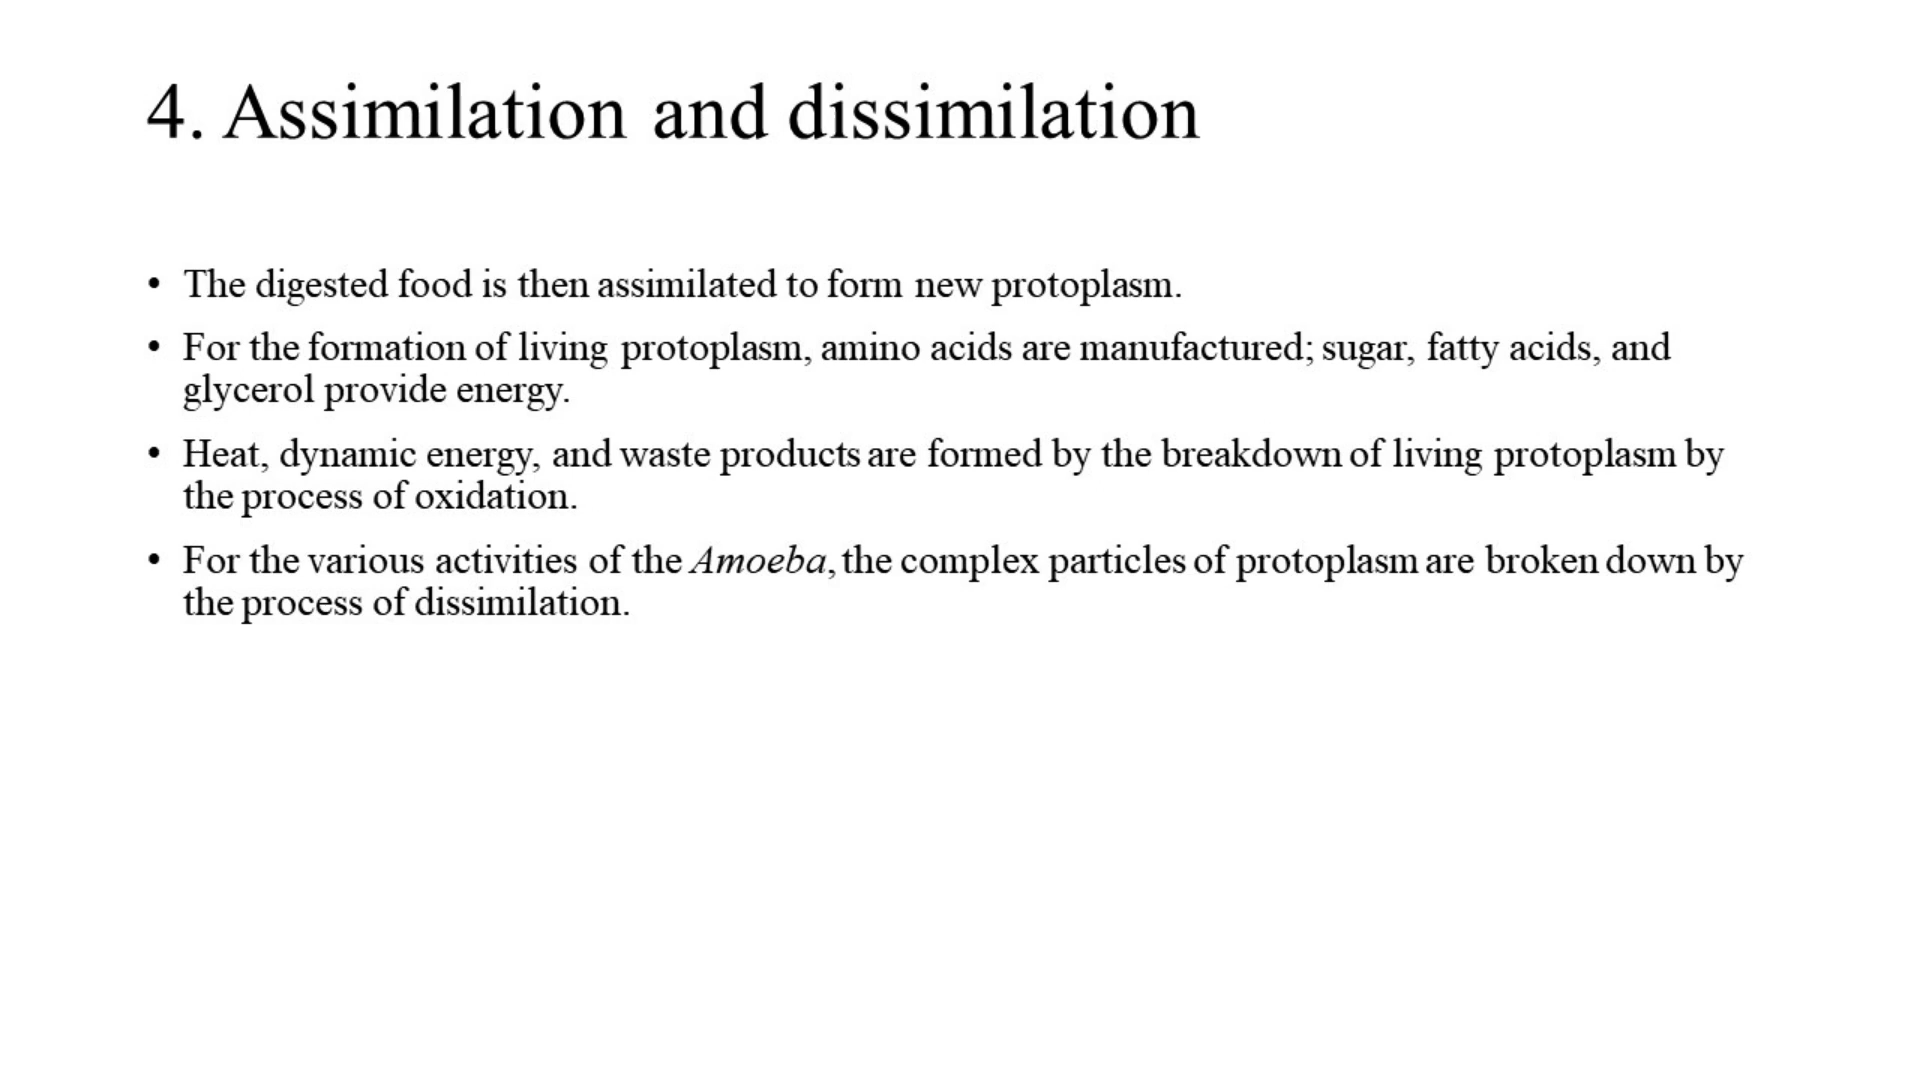 4. Assimilation and dissimilation
• The digested food is then assimilated to form new protoplasm.
• For the formation of living protoplasm, amino acids are manufactured; sugar, fatty acids, and
glycerol provide energy.
• Heat, dynamic energy, and waste products are formed by the breakdown of living protoplasm by
the process of oxidation.
• For the various activities of the Amoeba, the complex particles of protoplasm are broken down by
the process of dissimilation.